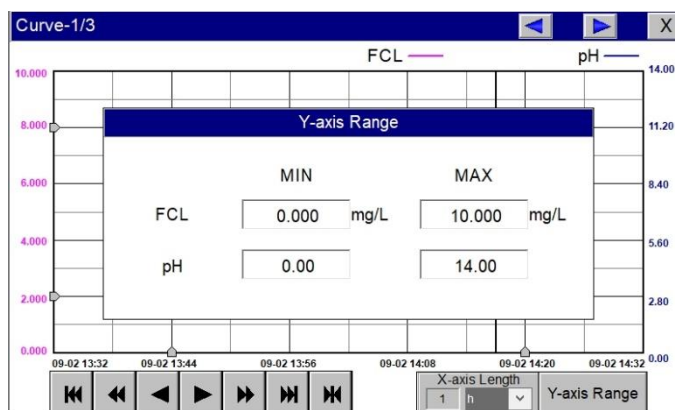 Curve-1/3 X
FCL pH
10.000 14.00
Y-axis Range
8.000 11.20
MIN MAX
6.000 8.40
FCL 0.000 mg/L 10.000 mg/L
4.000 5.60
pH 0.00 14.00
2.000 2.80
0.000 0.00
09-02 13:32 09-02 13:44 09-02 13:56 09-02 14:08 09-02 14:20 09-02 14:32
X-axis Length
1 h Y-axis Range